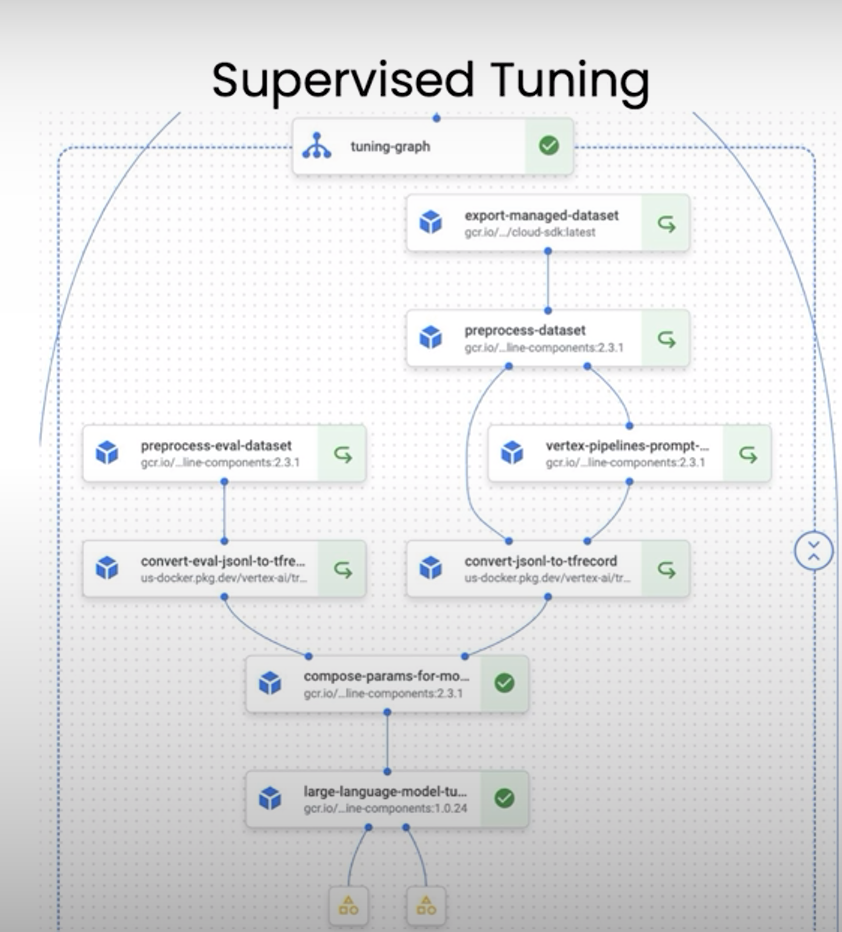 Supervised Tuning
tuning-graph
export-managed-dataset
gcr.io/.../cloud-sdk:latest
preprocess-dataset
gcr.io/...line-components:2.3.1
preprocess-eval-dataset
gcr.io/...line-components:2.3.1
vertex-pipelines-prompt-...
gcr.io/...line-components:2.3.1
convert-eval-jsonl-to-tfre...
us-docker.pkg.dev/vertex-ai/tr...
convert-jsonl-to-tfrecord
us-docker.pkg.dev/vertex-ai/tr...
compose-params-for-mo...
gcr.io/...line-components:2.3.1
large-language-model-tu...
gcr.io/...ine-components:1.0.24